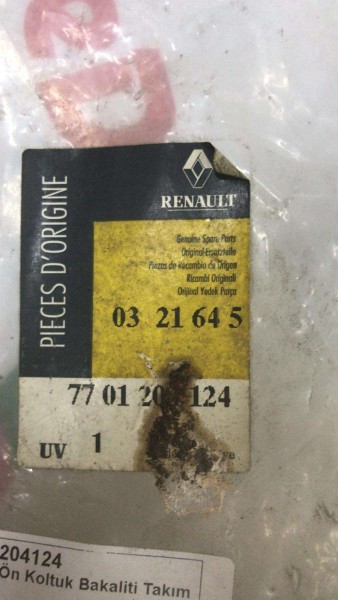 PIECES D'ORIGINE
RENAULT
Genuine Spare Parts
Original-Ersatzteile
Piezas de Recambio de Origen
Ricambi Originali
Orijinal Yedek Parça
03 21 64 5
77 01 20 124
UV 1
204124
Ön Koltuk Bakaliti Takım